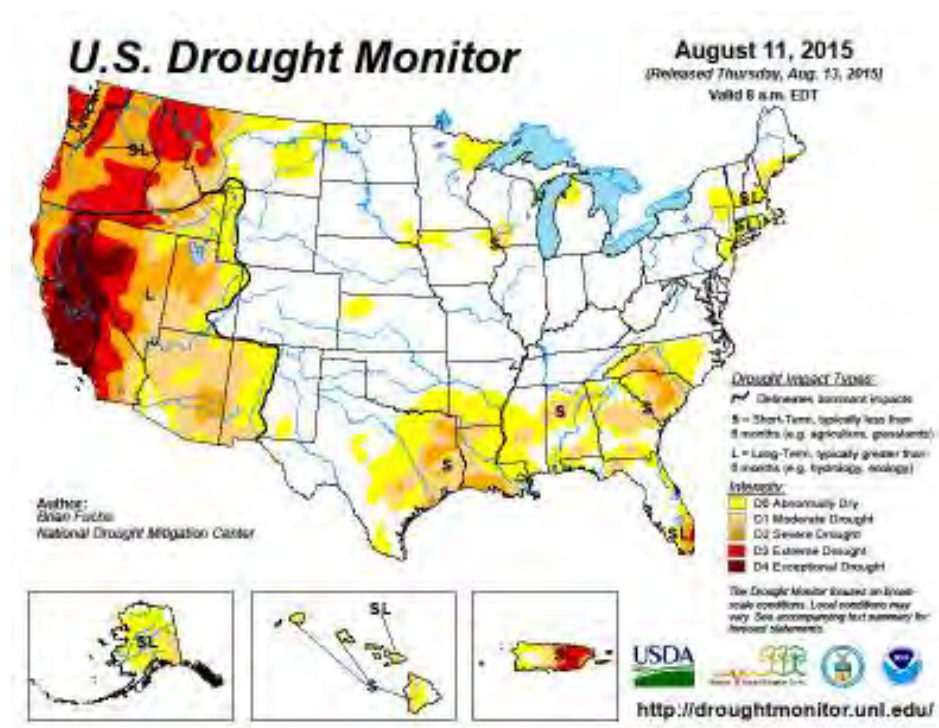 U.S. Drought Monitor
August 11, 2015
(Released Thursday, Aug. 13, 2015)
Valid 8 a.m. EDT
SL
SL
SL
L
S
S
S
S
SL
Drought Impact Types:
Delineates dominant impacts
S = Short-Term, typically less than
6 months (e.g. agriculture, grasslands)
L = Long-Term, typically greater than
6 months (e.g. hydrology, ecology)
Intensity:
D0 Abnormally Dry
D1 Moderate Drought
D2 Severe Drought
D3 Extreme Drought
D4 Exceptional Drought
Author:
Brian Fuchs
National Drought Mitigation Center
The Drought Monitor focuses on broad-
scale conditions. Local conditions may
vary. See accompanying text summary for
forecast statements.
SL
SL
USDA
http://droughtmonitor.unl.edu/